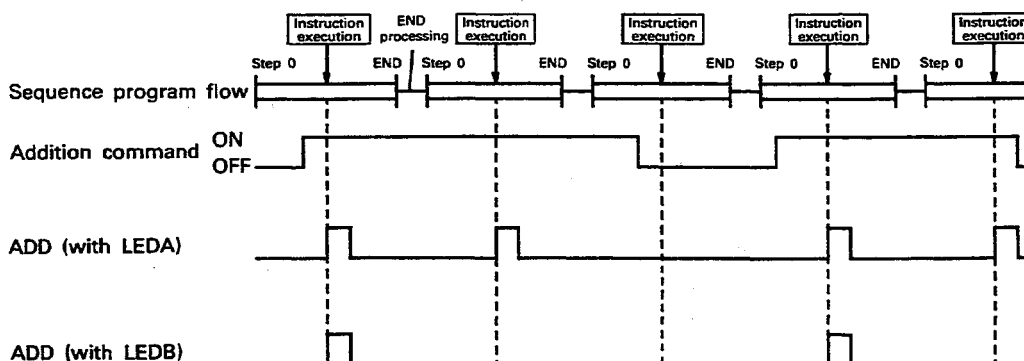 Instruction
execution
END
processing
Instruction
execution
Instruction
execution
Instruction
execution
Instruction
execution
Step 0 END Step 0 END Step 0 END Step 0 END Step 0
Sequence program flow
Addition command ON
OFF
ADD (with LEDA)
ADD (with LEDB)